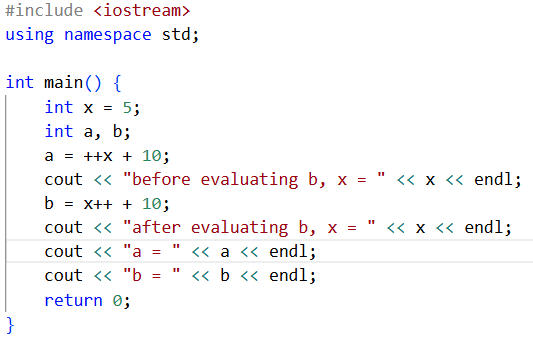 #include <iostream>
using namespace std;
int main() {
    int x = 5;
    int a, b;
    a = ++x + 10;
    cout << "before evaluating b, x = " << x << endl;
    b = x++ + 10;
    cout << "after evaluating b, x = " << x << endl;
    cout << "a = " << a << endl;
    cout << "b = " << b << endl;
    return 0;
}